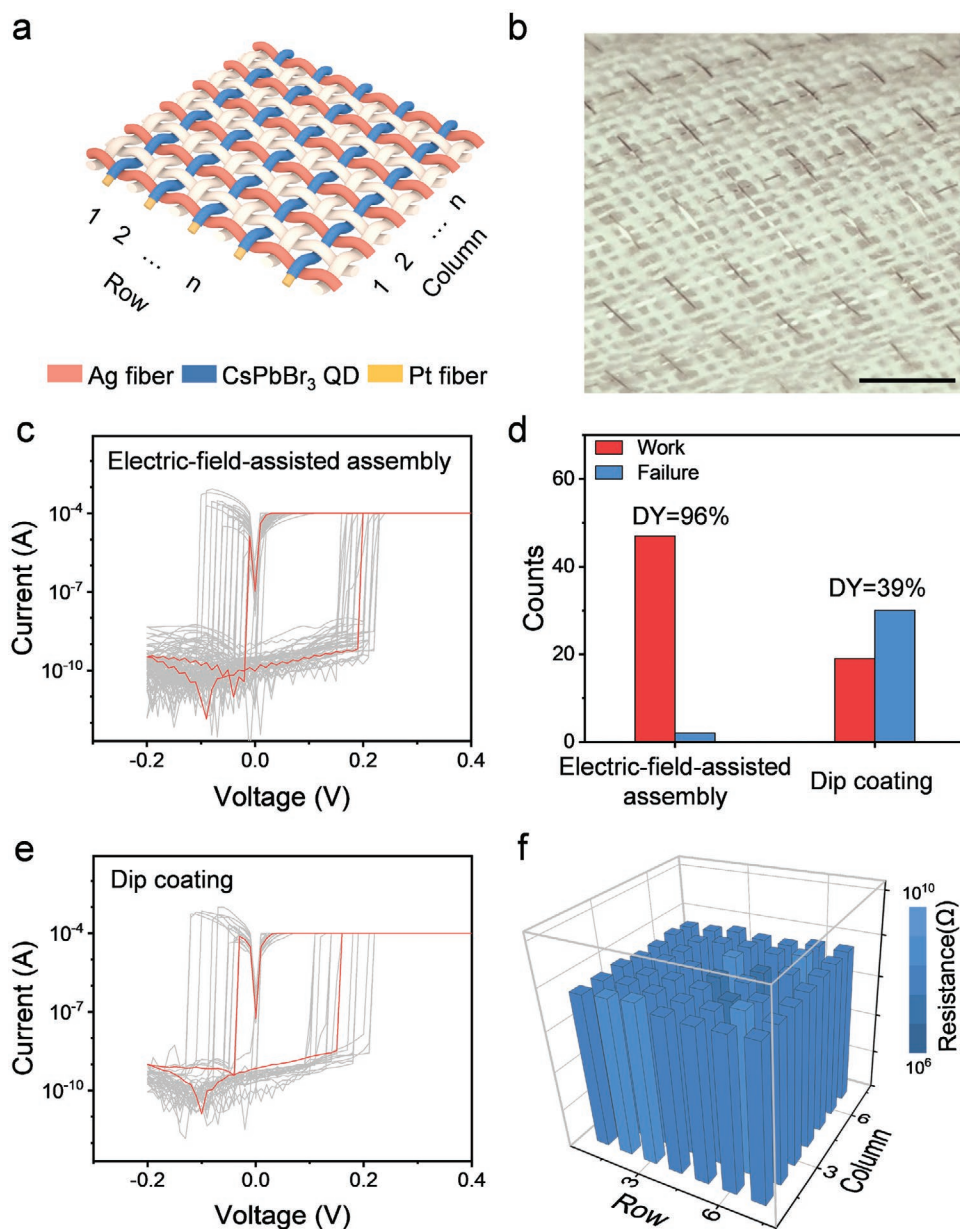 a
1
2
...
n
Row
1
2
...
n
Column
Ag fiber CsPbBr₃ QD Pt fiber
b
c
Electric-field-assisted assembly
Current (A)
10⁻⁴
10⁻⁷
10⁻¹⁰
-0.2 0.0 0.2 0.4
Voltage (V)
d
Work
Failure
DY=96%
DY=39%
Counts
60
40
20
0
Electric-field-assisted
assembly
Dip coating
e
Dip coating
Current (A)
10⁻⁴
10⁻⁷
10⁻¹⁰
-0.2 0.0 0.2 0.4
Voltage (V)
f
10¹⁰
Resistance(Ω)
10⁶
3
6
Row
3
6
Column